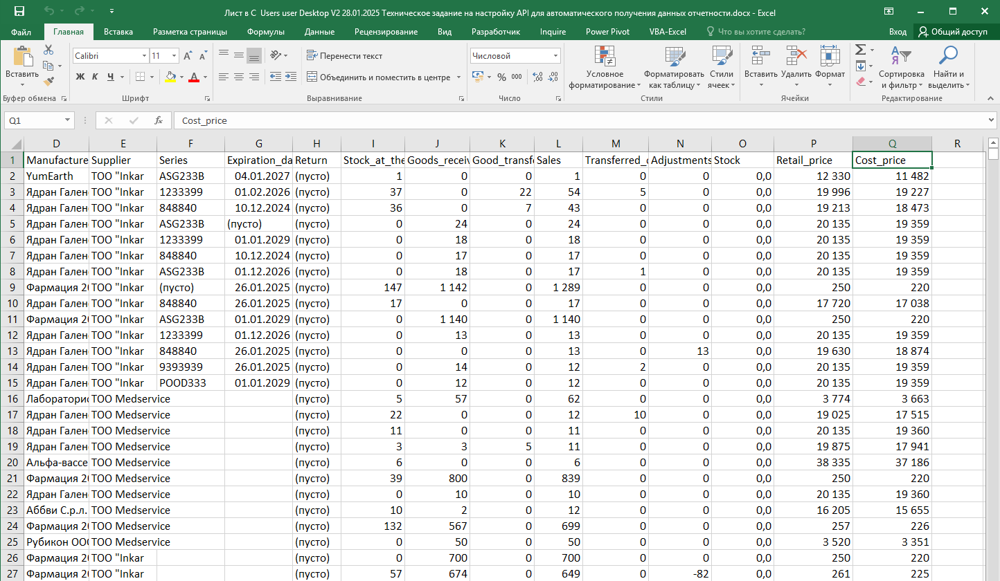 Лист в C  Users user Desktop V2 28.01.2025 Техническое задание на настройку API для автоматического получения данных отчетности.docx - Excel
Файл Главная Вставка Разметка страницы Формулы Данные Рецензирование Вид Разработчик Inquire Power Pivot VBA-Excel Что вы хотите сделать? Вход Общий доступ
Calibri 11 Перенести текст Числовой
Вставить Ж К Ч А Объединить и поместить в центре % 000 Условное форматирование Форматировать как таблицу Стили ячеек Вставить Удалить Формат Сортировка и фильтр Найти и выделить
Буфер обмена Шрифт Выравнивание Число Стили Ячейки Редактирование
Q1 fx Cost_price
D E F G H I J K L M N O P Q R
1 Manufacture Supplier Series Expiration_da Return Stock_at_the Goods_receiv Good_transfe Sales Transferred_ Adjustments Stock Retail_price Cost_price
2 YumEarth ТОО "Inkar ASG233B 04.01.2027 (пусто) 1 0 0 1 0 0 0,0 12 330 11 482
3 Ядран Гален ТОО "Inkar 1233399 01.02.2026 (пусто) 37 0 22 54 5 0 0,0 19 996 19 227
4 Ядран Гален ТОО "Inkar 848840 10.12.2024 (пусто) 36 0 7 43 0 0 0,0 19 213 18 473
5 Ядран Гален ТОО "Inkar ASG233B (пусто) (пусто) 0 24 0 24 0 0 0,0 20 135 19 359
6 Ядран Гален ТОО "Inkar 1233399 01.01.2029 (пусто) 0 18 0 18 0 0 0,0 20 135 19 359
7 Ядран Гален ТОО "Inkar 848840 10.12.2024 (пусто) 0 17 0 17 0 0 0,0 20 135 19 359
8 Ядран Гален ТОО "Inkar ASG233B 01.12.2026 (пусто) 0 18 0 17 1 0 0,0 20 135 19 359
9 Фармация 20 ТОО "Inkar (пусто) 26.01.2025 (пусто) 147 1 142 0 1 289 0 0 0,0 250 220
10 Ядран Гален ТОО "Inkar 848840 26.01.2025 (пусто) 17 0 0 17 0 0 0,0 17 720 17 038
11 Фармация 20 ТОО "Inkar ASG233B 01.01.2029 (пусто) 0 1 140 0 1 140 0 0 0,0 250 220
12 Ядран Гален ТОО "Inkar 1233399 01.12.2026 (пусто) 0 13 0 13 0 0 0,0 20 135 19 359
13 Ядран Гален ТОО "Inkar 848840 26.01.2025 (пусто) 0 0 0 13 0 13 0,0 19 630 18 874
14 Ядран Гален ТОО "Inkar 9393939 26.01.2025 (пусто) 0 14 0 12 2 0 0,0 20 135 19 359
15 Ядран Гален ТОО "Inkar POOD333 01.01.2029 (пусто) 0 12 0 12 0 0 0,0 20 135 19 359
16 Лабораторис ТОО Medservice (пусто) 5 57 0 62 0 0 0,0 3 774 3 663
17 Ядран Гален ТОО Medservice (пусто) 22 0 0 12 10 0 0,0 19 025 17 515
18 Ядран Гален ТОО Medservice (пусто) 11 0 0 11 0 0 0,0 20 135 19 360
19 Ядран Гален ТОО Medservice (пусто) 3 3 5 11 0 0 0,0 19 875 17 941
20 Альфа-вассе ТОО Medservice (пусто) 6 0 0 6 0 0 0,0 38 335 37 186
21 Фармация 20 ТОО Medservice (пусто) 39 800 0 839 0 0 0,0 250 220
22 Ядран Гален ТОО Medservice (пусто) 0 10 0 10 0 0 0,0 20 135 19 360
23 Аббви С.р.л. ТОО Medservice (пусто) 10 2 0 12 0 0 0,0 16 205 15 655
24 Фармация 20 ТОО Medservice (пусто) 132 567 0 699 0 0 0,0 257 226
25 Рубикон ООО ТОО Medservice (пусто) 0 50 0 50 0 0 0,0 3 520 3 351
26 Фармация 20 ТОО "Inkar (пусто) 0 700 0 700 0 0 0,0 250 220
27 Фармация 20 ТОО "Inkar (пусто) 57 674 0 649 0 -82 0,0 261 225